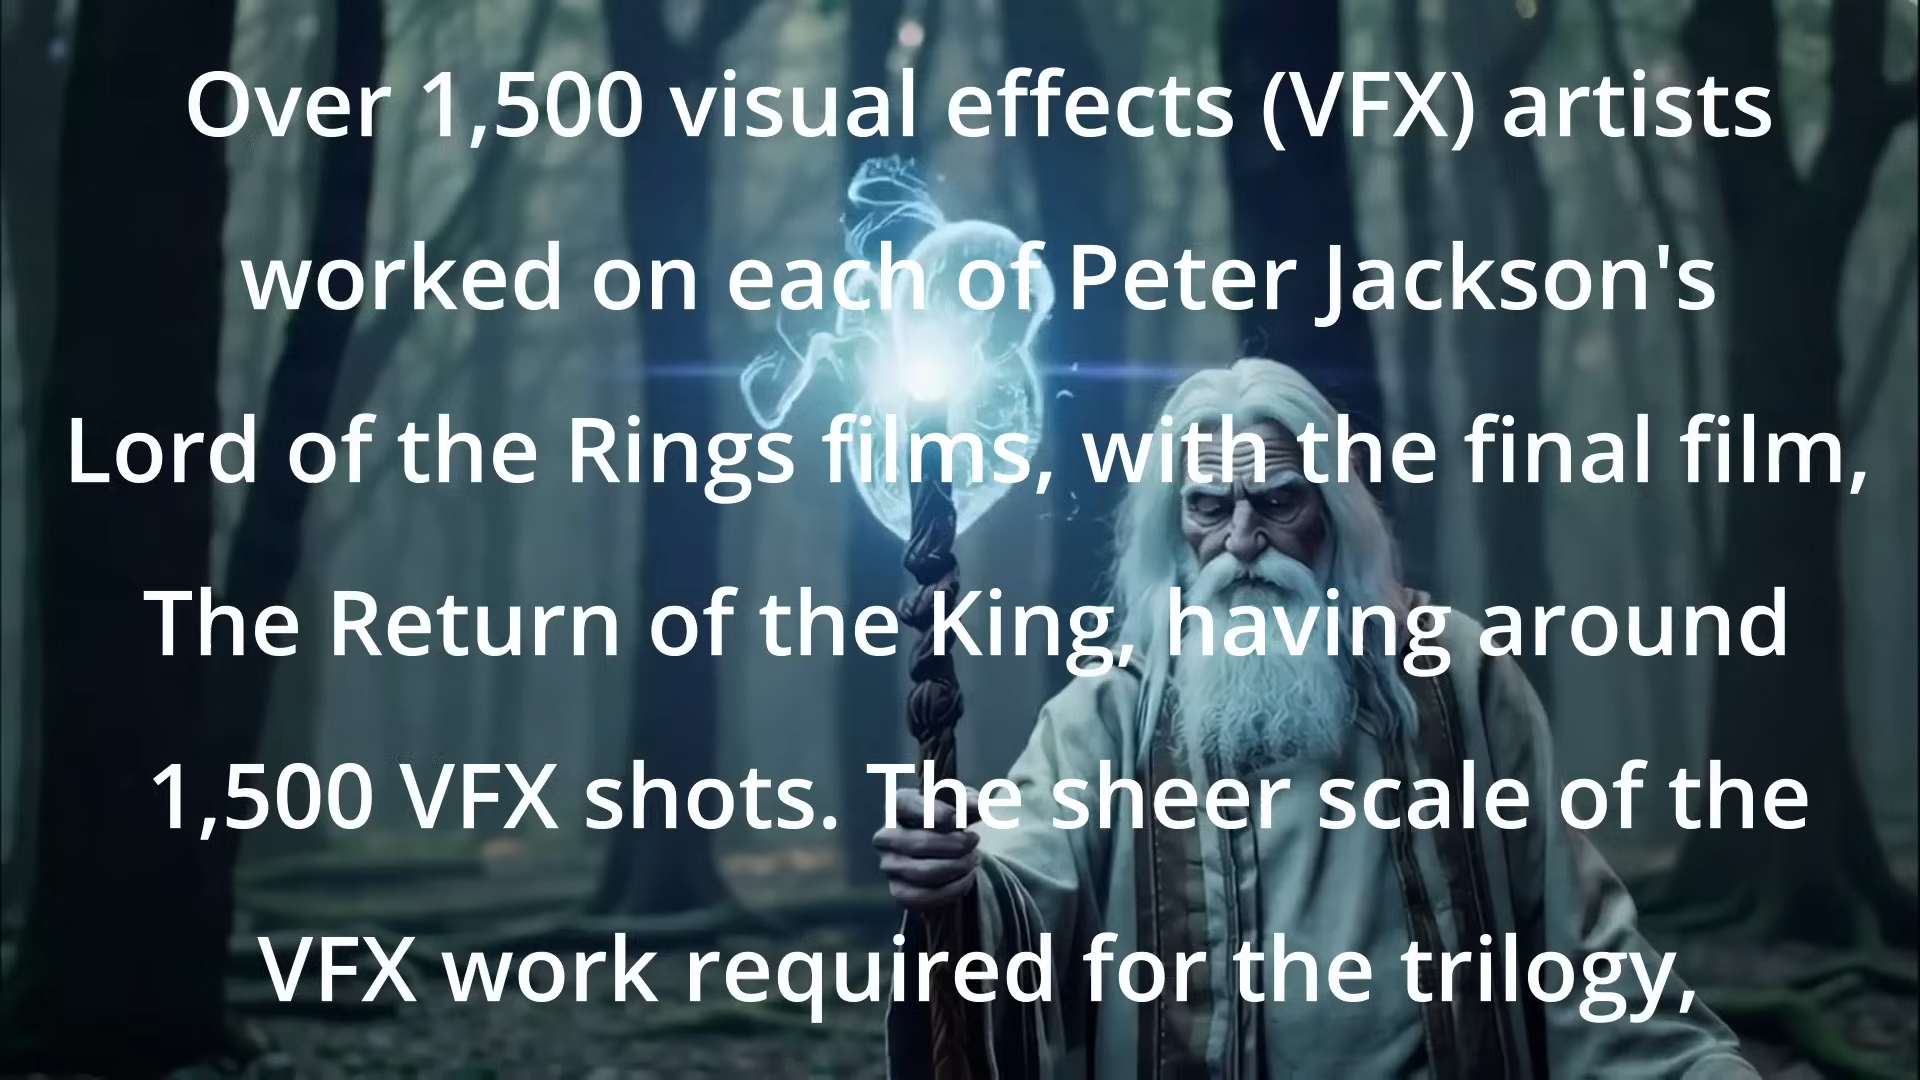 Over 1,500 visual effects (VFX) artists
worked on each of Peter Jackson's
Lord of the Rings films, with the final film,
The Return of the King, having around
1,500 VFX shots. The sheer scale of the
VFX work required for the trilogy,